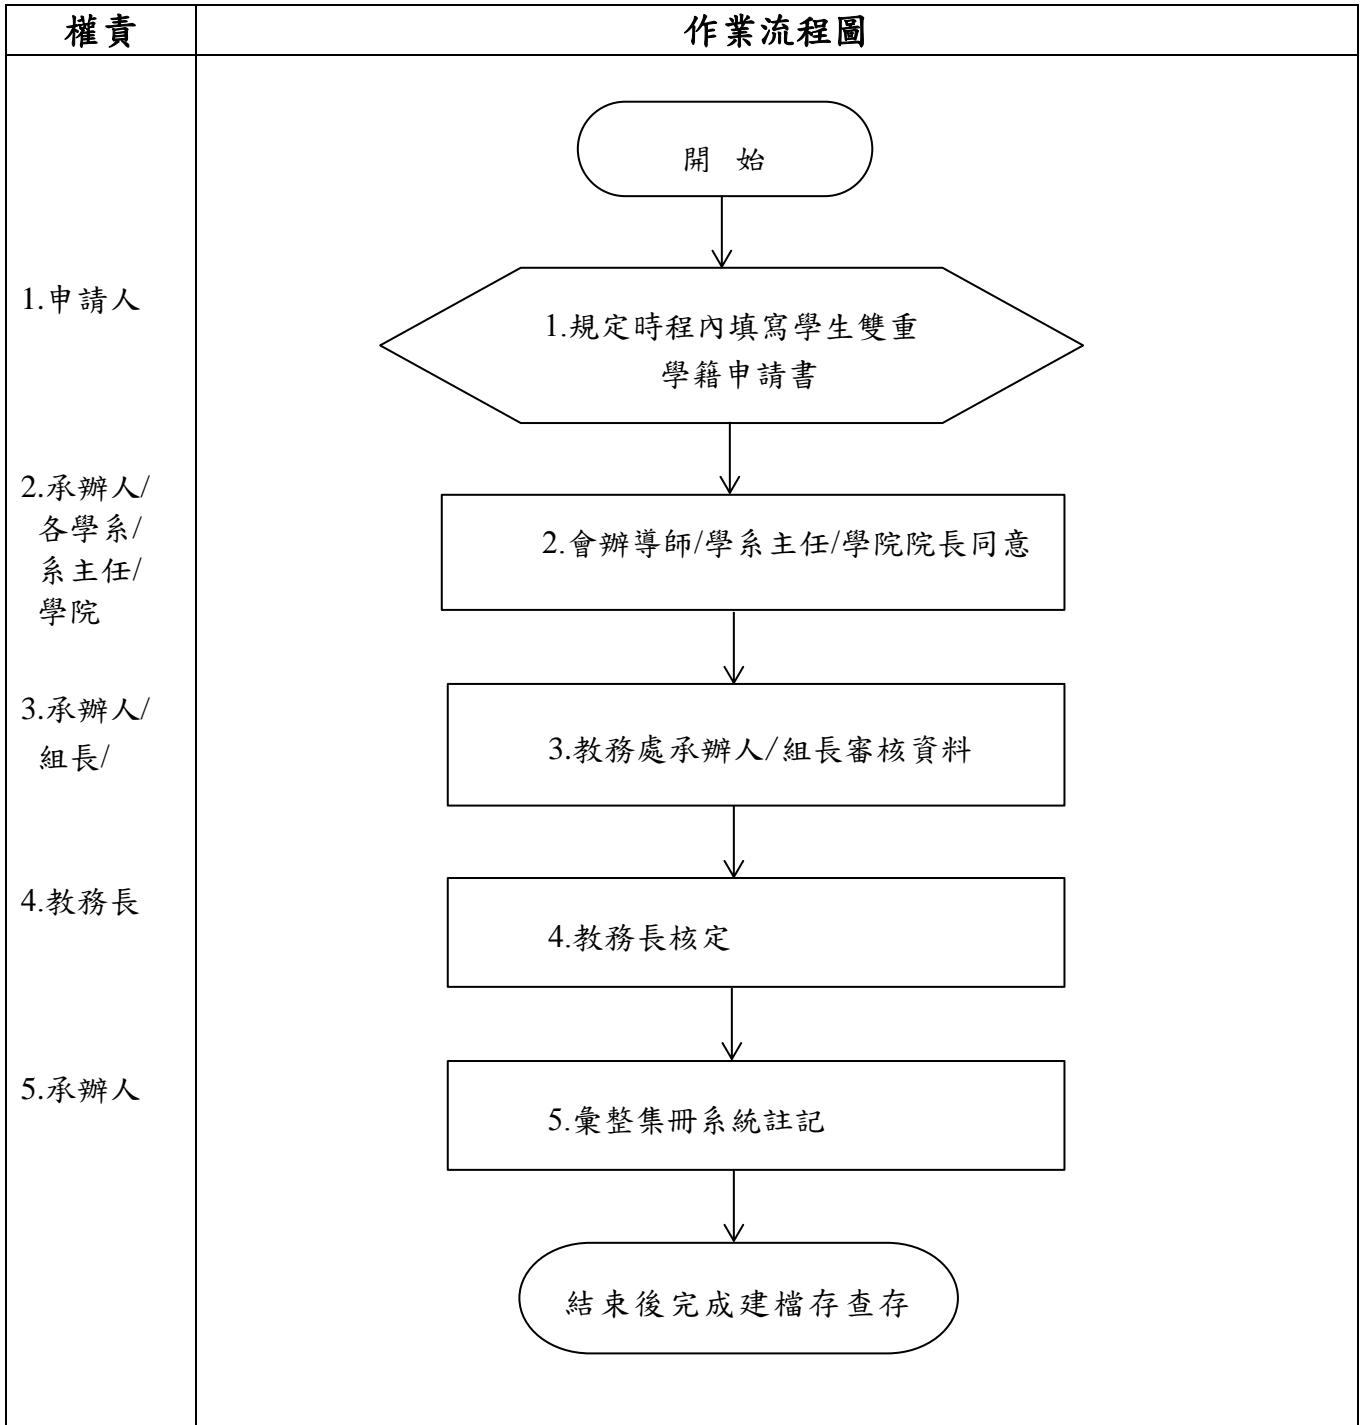 權責
作業流程圖
開 始
1.申請人
1.規定時程內填寫學生雙重
學籍申請書
2.承辦人/
各學系/
系主任/
學院
2.會辦導師/學系主任/學院院長同意
3.承辦人/
組長/
3.教務處承辦人/組長審核資料
4.教務長
4.教務長核定
5.承辦人
5.彙整集冊系統註記
結束後完成建檔存查存